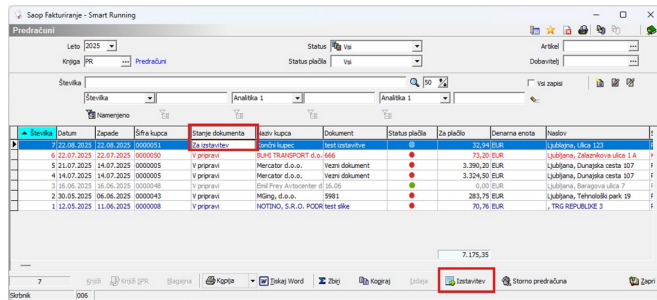 Saop Fakturiranje - Smart Running
Predračuni
Leto 2025 Status Vsi Artikel ...
Knjiga PR ... Predračuni Status plačila Vsi Dobavitelj ...
Številka 50 Vsi zapisi
Številka Analitika 1 Analitika 1
Namenjeno
Številka Datum Zapade Šifra kupca Stanje dokumenta Naziv kupca Dokument Status plačila Za plačilo Denarna enota Naslov
7 22.08.2025 22.08.2025 0000051 Za izstavitev Končni kupec test izstavitve 32,94 EUR Ljubljana, Ulica 123
6 22.07.2025 22.07.2025 0000050 V pripravi BUHI TRANSPORT d.o. 666 73,20 EUR Ljubljana, Zalaznikova ulica 1 A
5 21.07.2025 14.07.2025 0000005 V pripravi Mercator d.o.o. Vezni dokument 3.390,20 EUR Ljubljana, Dunajska cesta 107
4 14.07.2025 14.07.2025 0000005 V pripravi Mercator d.o.o. Vezni dokument 3.324,50 EUR Ljubljana, Dunajska cesta 107
3 16.06.2025 16.06.2025 0000048 V pripravi Emil Frey Avtocenter d 16.06 0,00 EUR Ljubljana, Baragova ulica 7
2 30.05.2025 06.06.2025 0000043 V pripravi MGing, d.o.o. 5981 283,75 EUR Ljubljana, Tehnološki park 19
1 12.05.2025 11.06.2025 0000008 V pripravi NOTINO, S.R.O. PODR test slike 70,76 EUR , TRG REPUBLIKE 3
7.175,35
7 Knjiži Knjiži SPR Blagajna Kopija Tiskaj Word Zbirj Kopiraj Izdaja Izstavitev Storno predračuna Zapri
Skrbnik 006